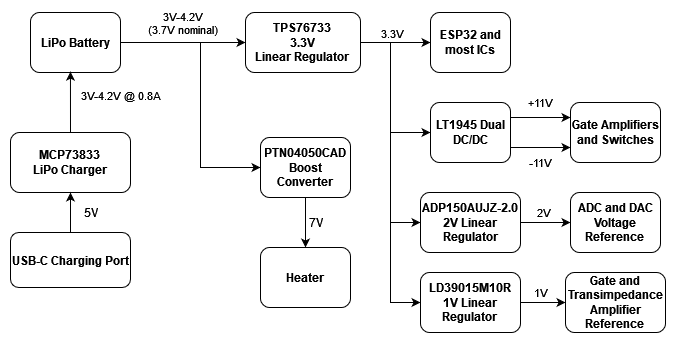 3V-4.2V
(3.7V nominal)
LiPo Battery
TPS76733
3.3V
Linear Regulator
3.3V
ESP32 and
most ICs
3V-4.2V @ 0.8A
MCP73833
LiPo Charger
5V
USB-C Charging Port
PTN04050CAD
Boost
Converter
7V
Heater
LT1945 Dual
DC/DC
+11V
-11V
Gate Amplifiers
and Switches
ADP150AUJZ-2.0
2V Linear
Regulator
2V
ADC and DAC
Voltage
Reference
LD39015M10R
1V Linear
Regulator
1V
Gate and
Transimpedance
Amplifier
Reference